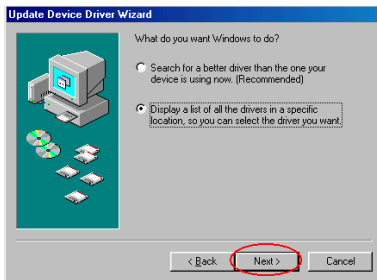 Update Device Driver Wizard
What do you want Windows to do?
Search for a better driver than the one your
device is using now. (Recommended)
Display a list of all the drivers in a specific
location, so you can select the driver you want.
< Back
Next >
Cancel